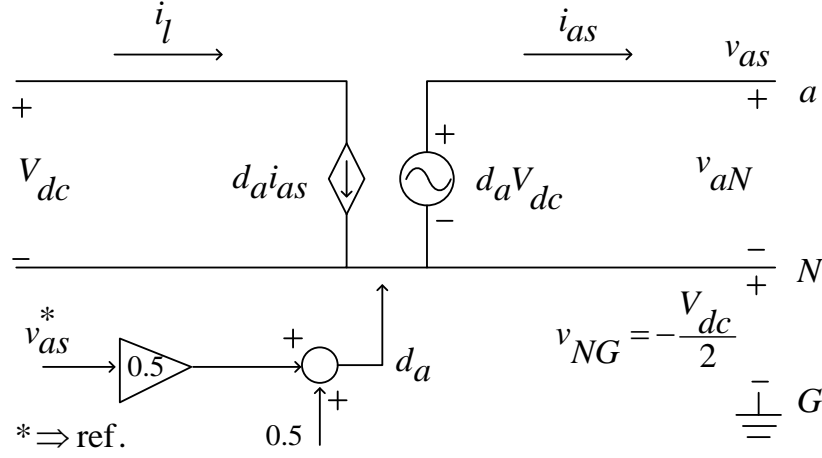 i_l i_as v_as
+ + a
+
V_dc d_a i_as d_a V_dc v_aN
−
− − N
+
v*_as 0.5 + d_a v_NG = −V_dc/2
+
− G
* ⇒ ref. 0.5